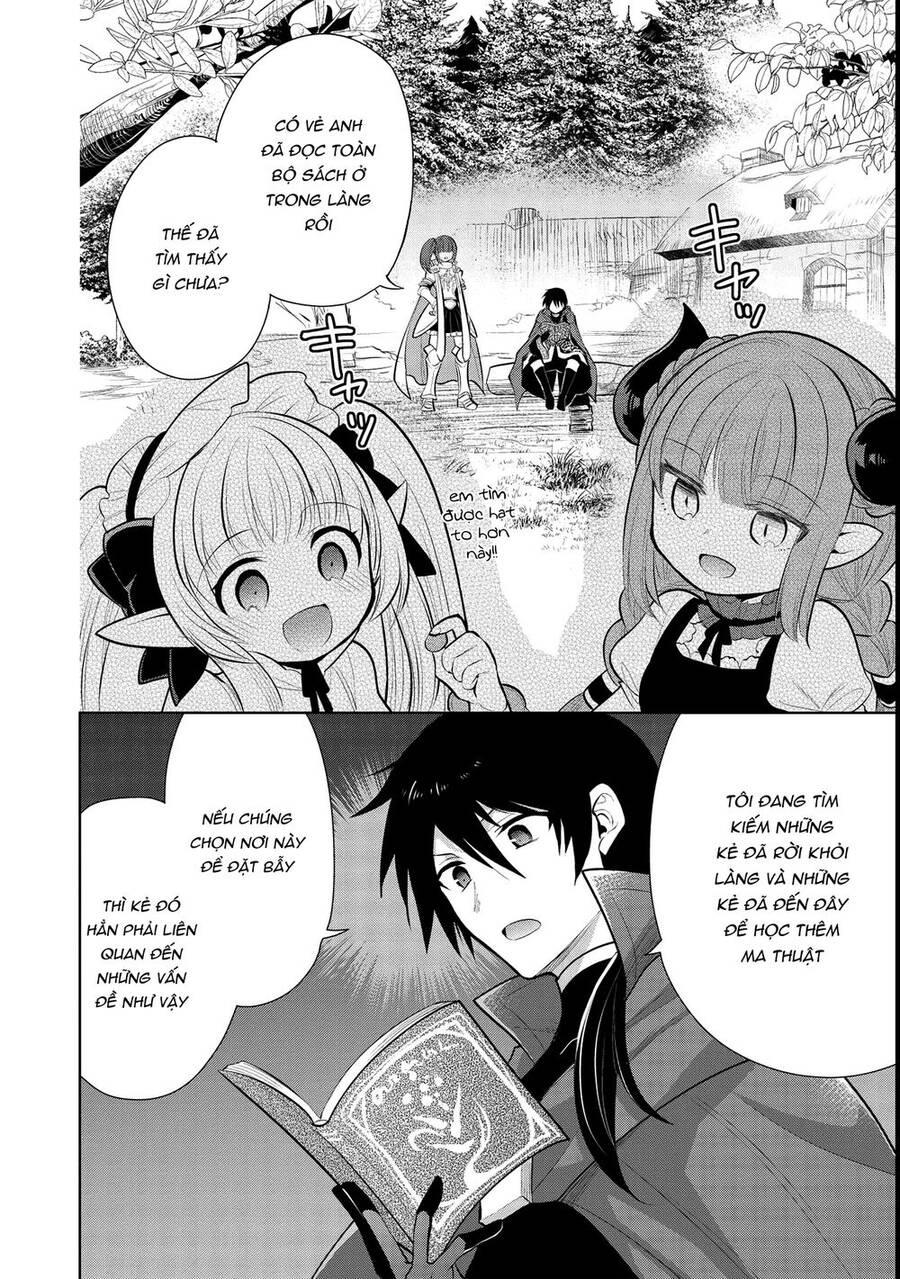 CÓ VẺ ANH
ĐÃ ĐỌC TOÀN
BỘ SÁCH Ở
TRONG LÀNG
RỒI
THẾ ĐÃ
TÌM THẤY
GÌ CHƯA?
キャッ
キャッ
em tìm
được hạt
to hơn
này!!
TÔI ĐANG TÌM
KIẾM NHỮNG
KẺ ĐÃ RỜI KHỎI
LÀNG VÀ NHỮNG
KẺ ĐÃ ĐẾN ĐÂY
ĐỂ HỌC THÊM
MA THUẬT
NẾU CHÚNG
CHỌN NƠI NÀY
ĐỂ ĐẶT BẪY
THÌ KẺ ĐÓ
HẲN PHẢI LIÊN
QUAN ĐẾN
NHỮNG VẤN
ĐỀ NHƯ VẬY